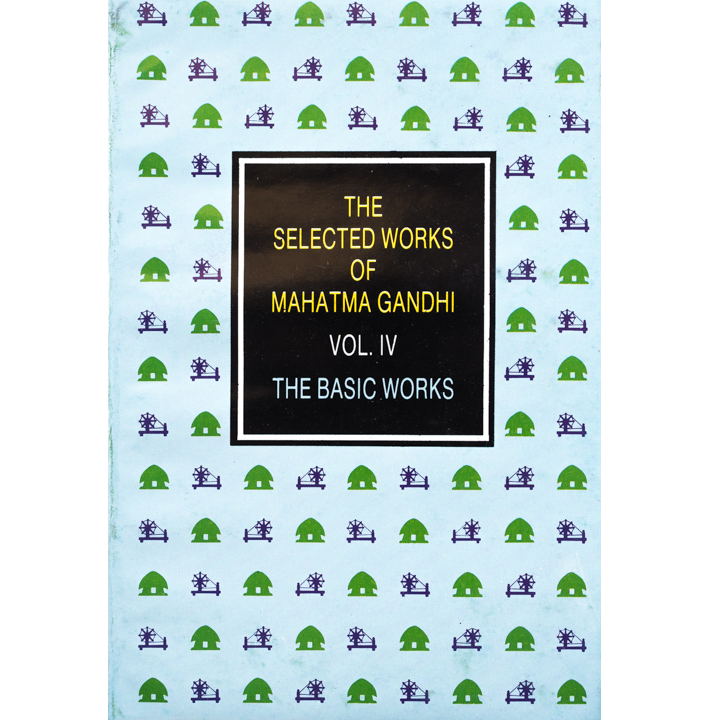 THE
SELECTED WORKS
OF
MAHATMA GANDHI
VOL. IV
THE BASIC WORKS